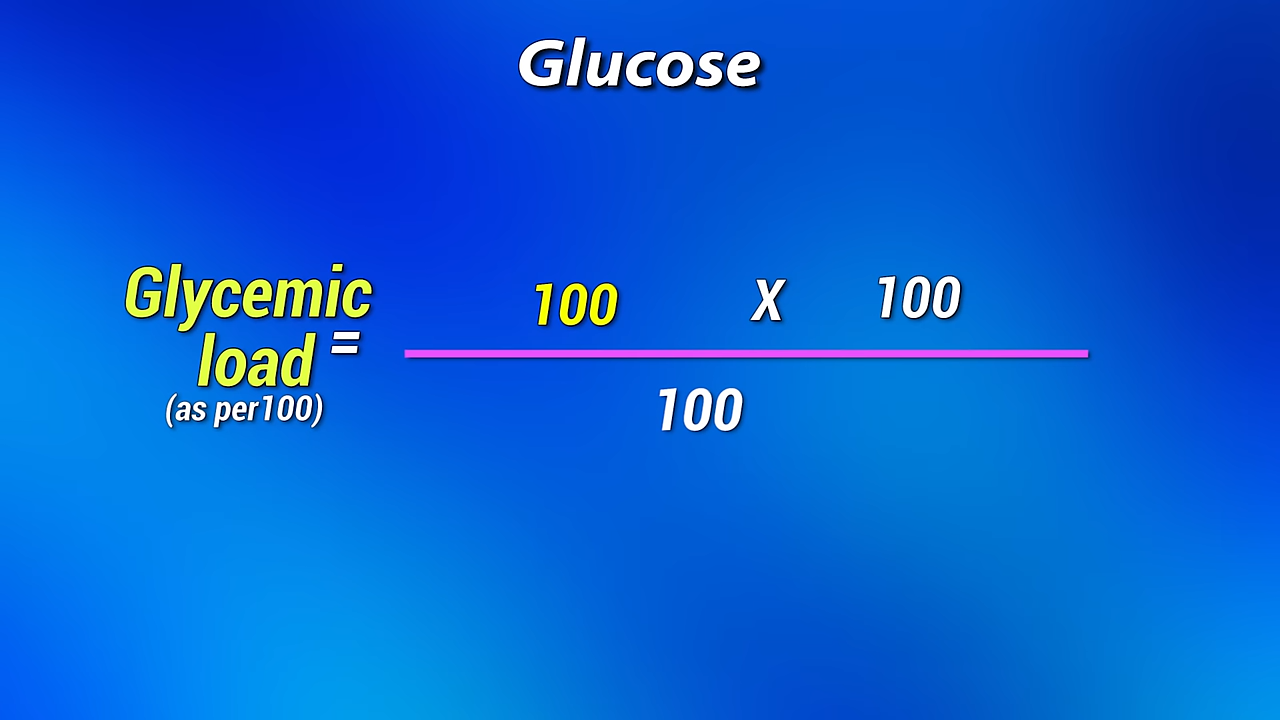 Glucose
Glycemic
load =
(as per100)
100 X 100
100